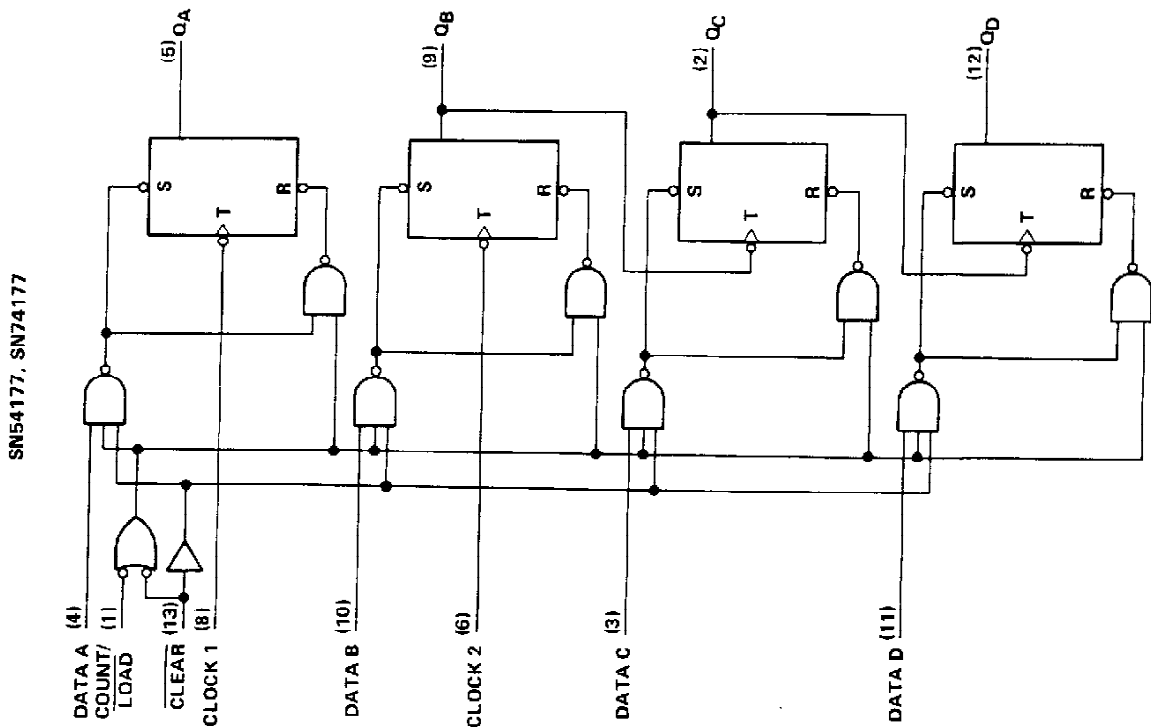 SN54177, SN74177
DATA A (4)
COUNT/
LOAD (1)
CLEAR (13)
CLOCK 1 (8)
DATA B (10)
CLOCK 2 (6)
DATA C (3)
DATA D (11)
S
T
R
(5) QA
S
T
R
(9) QB
S
T
R
(2) QC
S
T
R
(12) QD